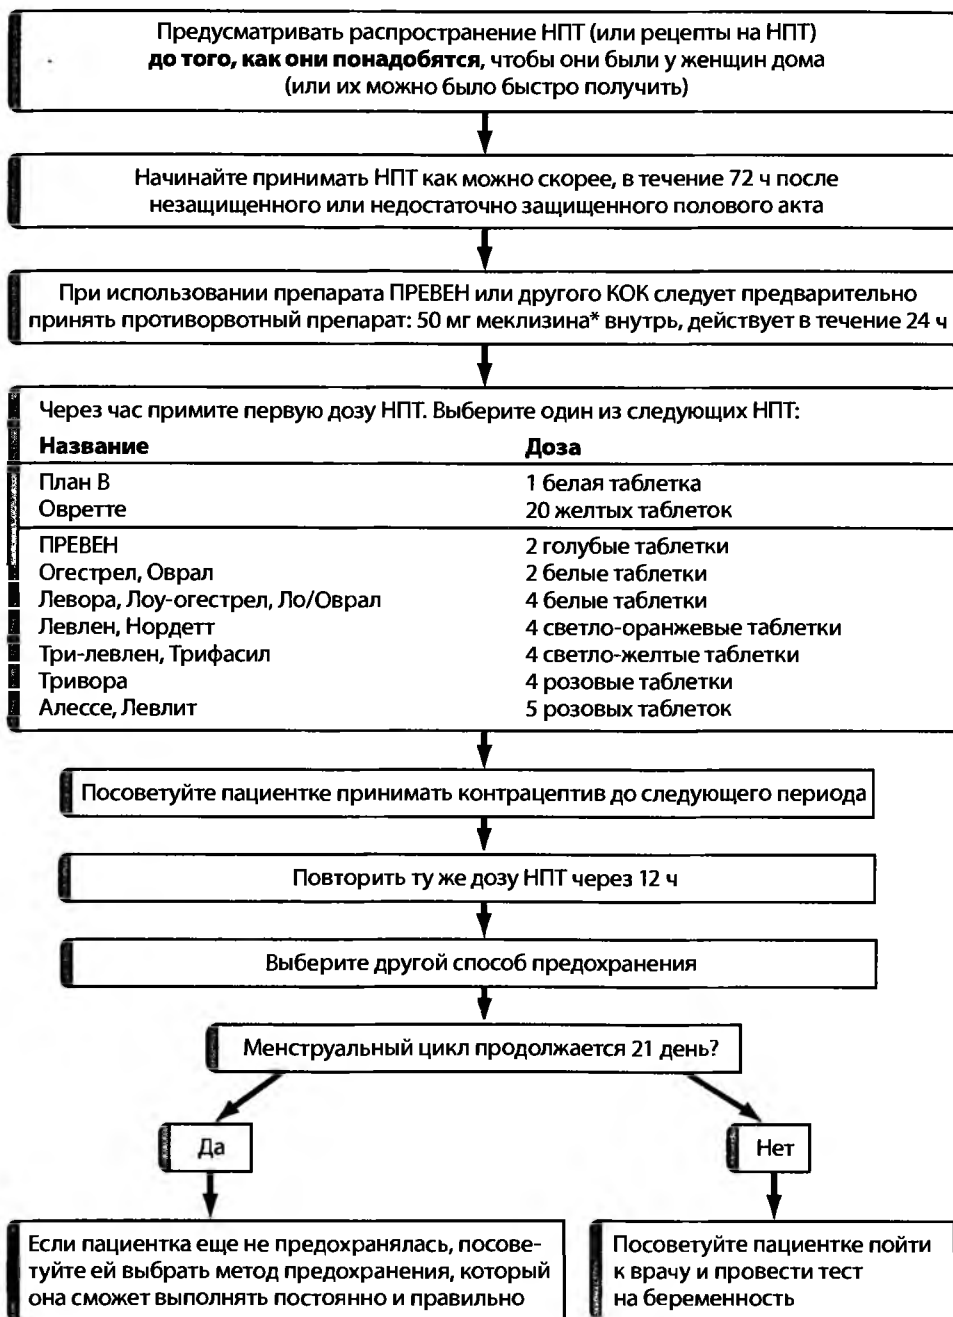 Предусматривать распространение НПТ (или рецепты на НПТ)
до того, как они понадобятся, чтобы они были у женщин дома
(или их можно было быстро получить)
Начинайте принимать НПТ как можно скорее, в течение 72 ч после
незащищенного или недостаточно защищенного полового акта
При использовании препарата ПРЕВЕН или другого КОК следует предварительно
принять противорвотный препарат: 50 мг меклизина* внутрь, действует в течение 24 ч
Через час примите первую дозу НПТ. Выберите один из следующих НПТ:
Название Доза
План В 1 белая таблетка
Овретте 20 желтых таблеток
ПРЕВЕН 2 голубые таблетки
Огестрел, Оврал 2 белые таблетки
Левора, Лоу-огестрел, Ло/Оврал 4 белые таблетки
Левлен, Нордетт 4 светло-оранжевые таблетки
Три-левлен, Трифасил 4 светло-желтые таблетки
Тривора 4 розовые таблетки
Алессе, Левлит 5 розовых таблеток
Посоветуйте пациентке принимать контрацептив до следующего периода
Повторить ту же дозу НПТ через 12 ч
Выберите другой способ предохранения
Менструальный цикл продолжается 21 день?
Да
Нет
Если пациентка еще не предохранялась, посове-
туйте ей выбрать метод предохранения, который
она сможет выполнять постоянно и правильно
Посоветуйте пациентке пойти
к врачу и провести тест
на беременность